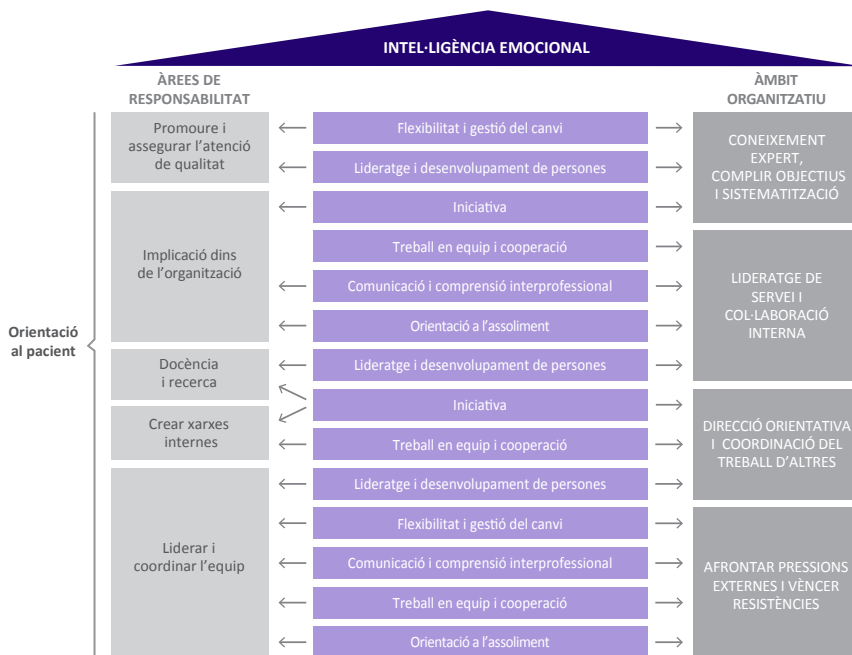 INTEL·LIGÈNCIA EMOCIONAL
ÀREES DE
RESPONSABILITAT
ÀMBIT
ORGANITZATIU
Orientació
al pacient
Promoure i
assegurar l'atenció
de qualitat
Implicació dins
de l'organització
Docència
i recerca
Crear xarxes
internes
Liderar i
coordinar l'equip
Flexibilitat i gestió del canvi
Lideratge i desenvolupament de persones
Iniciativa
Treball en equip i cooperació
Comunicació i comprensió interprofessional
Orientació a l'assoliment
Lideratge i desenvolupament de persones
Iniciativa
Treball en equip i cooperació
Lideratge i desenvolupament de persones
Flexibilitat i gestió del canvi
Comunicació i comprensió interprofessional
Treball en equip i cooperació
Orientació a l'assoliment
CONEIXEMENT
EXPERT,
COMPLIR OBJECTIUS
I SISTEMATITZACIÓ
LIDERATGE DE
SERVEI I
COL·LABORACIÓ
INTERNA
DIRECCIÓ ORIENTATIVA
I COORDINACIÓ DEL
TREBALL D'ALTRES
AFRONTAR PRESSIONS
EXTERNES I VÈNCER
RESISTÈNCIES